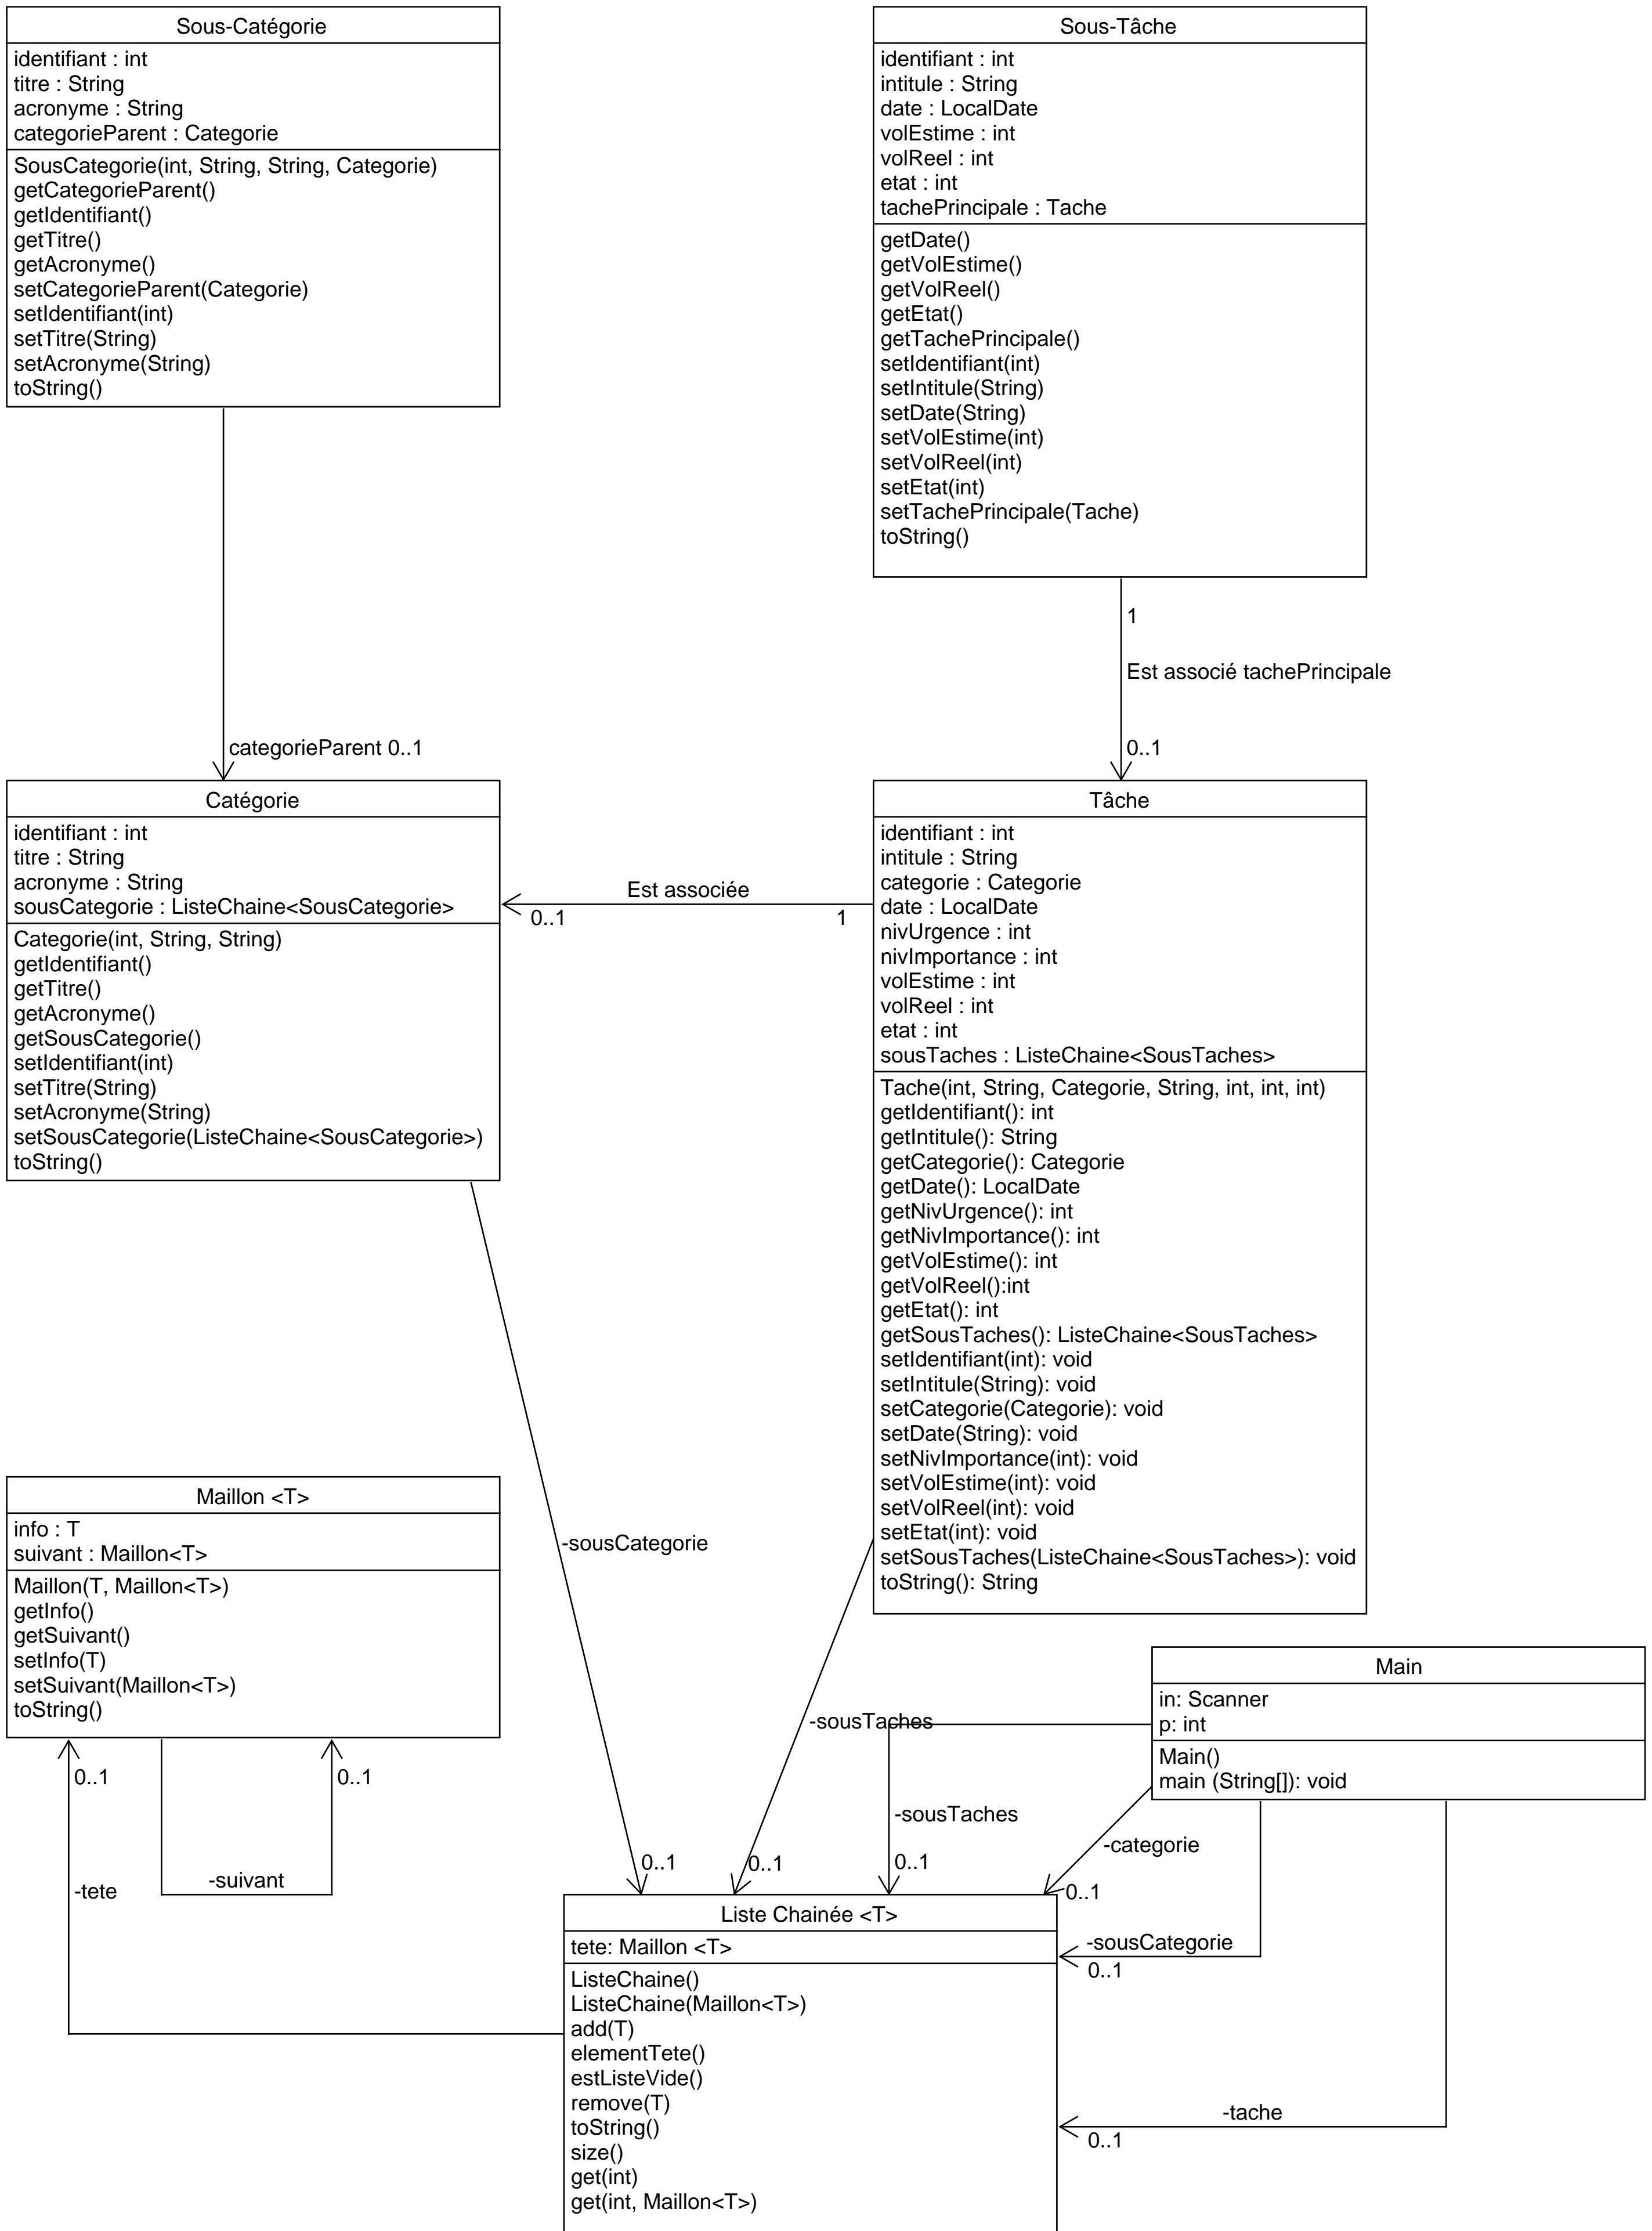 Sous-Catégorie
identifiant : int
titre : String
acronyme : String
categorieParent : Categorie
SousCategorie(int, String, String, Categorie)
getCategorieParent()
getIdentifiant()
getTitre()
getAcronyme()
setCategorieParent(Categorie)
setIdentifiant(int)
setTitre(String)
setAcronyme(String)
toString()
Sous-Tâche
identifiant : int
intitule : String
date : LocalDate
volEstime : int
volReel : int
etat : int
tachePrincipale : Tache
getDate()
getVolEstime()
getVolReel()
getEtat()
getTachePrincipale()
setIdentifiant(int)
setIntitule(String)
setDate(String)
setVolEstime(int)
setVolReel(int)
setEtat(int)
setTachePrincipale(Tache)
toString()
1
Est associé tachePrincipale
0..1
categorieParent 0..1
Catégorie
identifiant : int
titre : String
acronyme : String
sousCategorie : ListeChaine<SousCategorie>
Categorie(int, String, String)
getIdentifiant()
getTitre()
getAcronyme()
getSousCategorie()
setIdentifiant(int)
setTitre(String)
setAcronyme(String)
setSousCategorie(ListeChaine<SousCategorie>)
toString()
Est associée
0..1
1
Tâche
identifiant : int
intitule : String
categorie : Categorie
date : LocalDate
nivUrgence : int
nivImportance : int
volEstime : int
volReel : int
etat : int
sousTaches : ListeChaine<SousTaches>
Tache(int, String, Categorie, String, int, int, int)
getIdentifiant(): int
getIntitule(): String
getCategorie(): Categorie
getDate(): LocalDate
getNivUrgence(): int
getNivImportance(): int
getVolEstime(): int
getVolReel():int
getEtat(): int
getSousTaches(): ListeChaine<SousTaches>
setIdentifiant(int): void
setIntitule(String): void
setCategorie(Categorie): void
setDate(String): void
setNivImportance(int): void
setVolEstime(int): void
setVolReel(int): void
setEtat(int): void
setSousTaches(ListeChaine<SousTaches>): void
toString(): String
Maillon <T>
info : T
suivant : Maillon<T>
Maillon(T, Maillon<T>)
getInfo()
getSuivant()
setInfo(T)
setSuivant(Maillon<T>)
toString()
0..1
0..1
-suivant
-tete
-sousCategorie
0..1
-sousTaches
0..1
-sousTaches
0..1
Main
in: Scanner
p: int
Main()
main (String[]): void
-categorie
0..1
-sousCategorie
0..1
-tache
0..1
Liste Chainée <T>
tete: Maillon <T>
ListeChaine()
ListeChaine(Maillon<T>)
add(T)
elementTete()
estListeVide()
remove(T)
toString()
size()
get(int)
get(int, Maillon<T>)